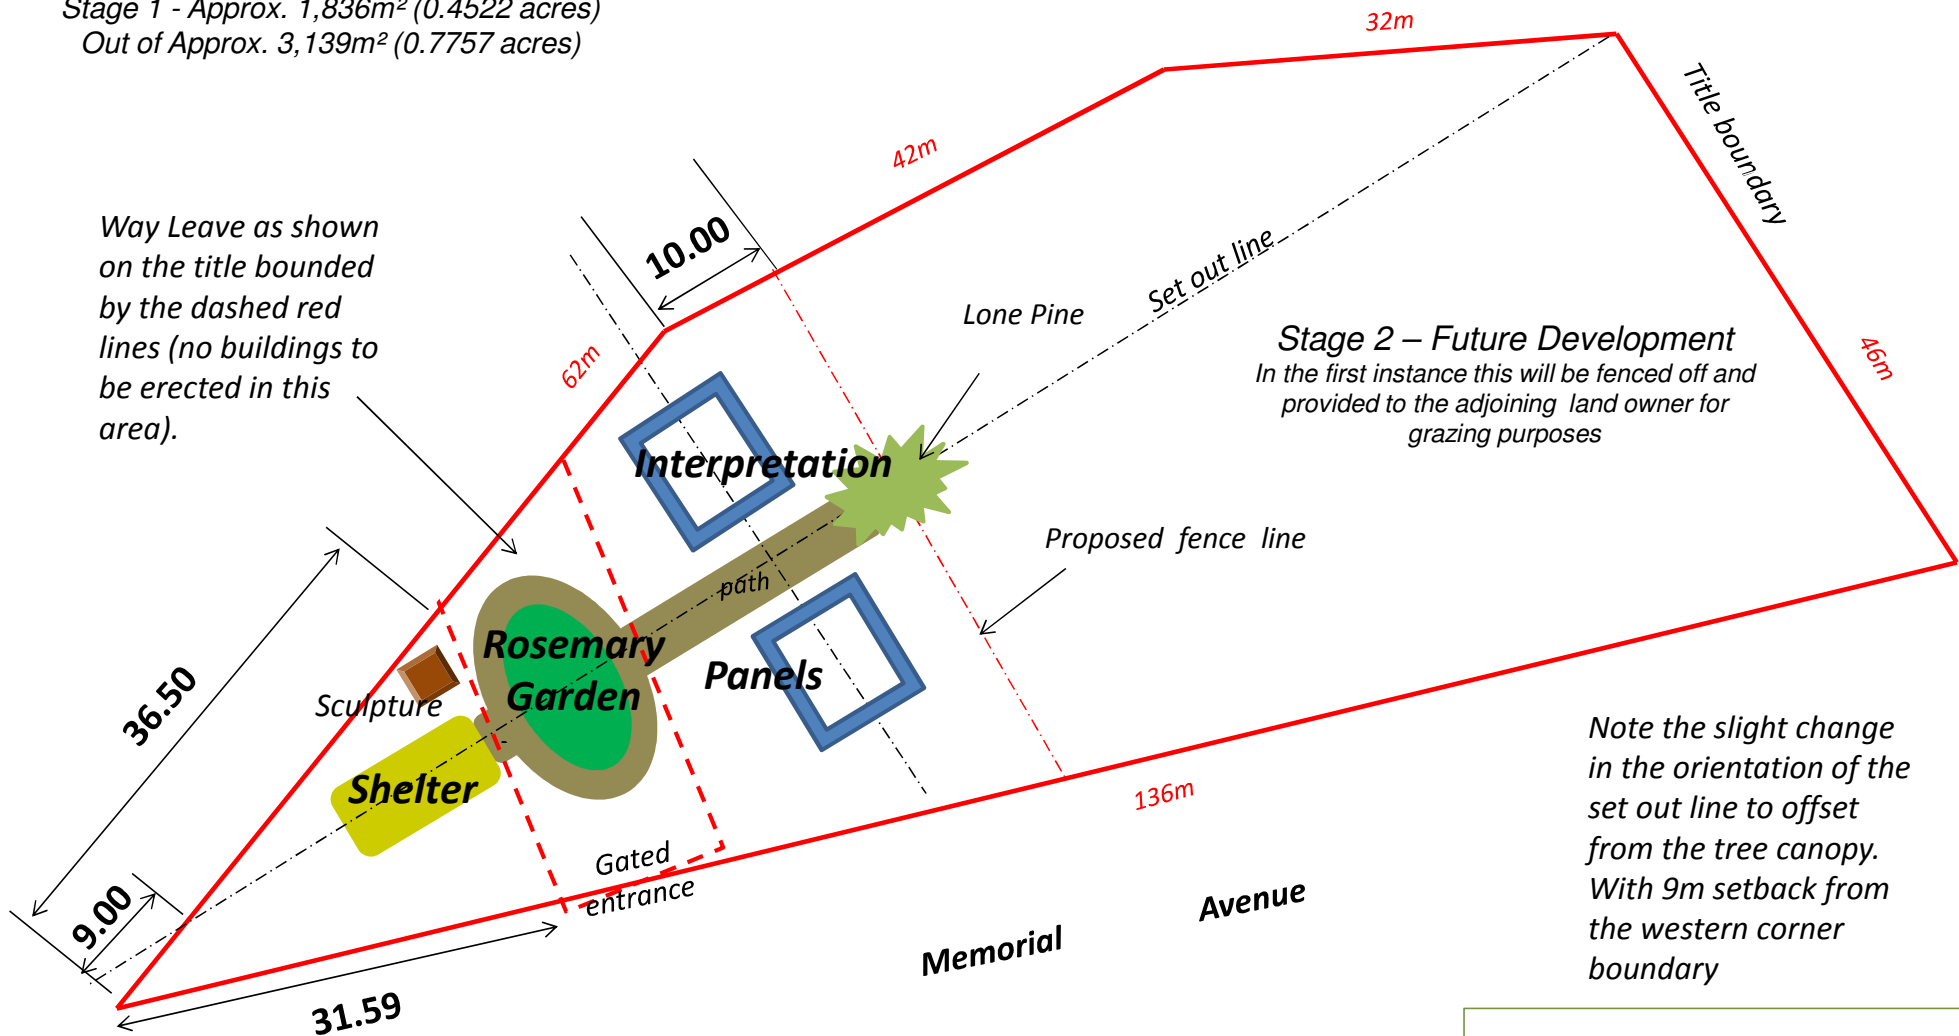 Stage 1 - Approx. 1,836m² (0.4522 acres)
Out of Approx. 3,139m² (0.7757 acres)
32m
Title boundary
42m
Way Leave as shown
on the title bounded
by the dashed red
lines (no buildings to
be erected in this
area).
10.00
Set out line
Lone Pine
Stage 2 – Future Development
In the first instance this will be fenced off and
provided to the adjoining land owner for
grazing purposes
46m
62m
Interpretation
Proposed fence line
path
Rosemary
Garden
Panels
36.50
Sculpture
Shelter
136m
Note the slight change
in the orientation of the
set out line to offset
from the tree canopy.
With 9m setback from
the western corner
boundary
Gated
entrance
9.00
Memorial Avenue
31.59